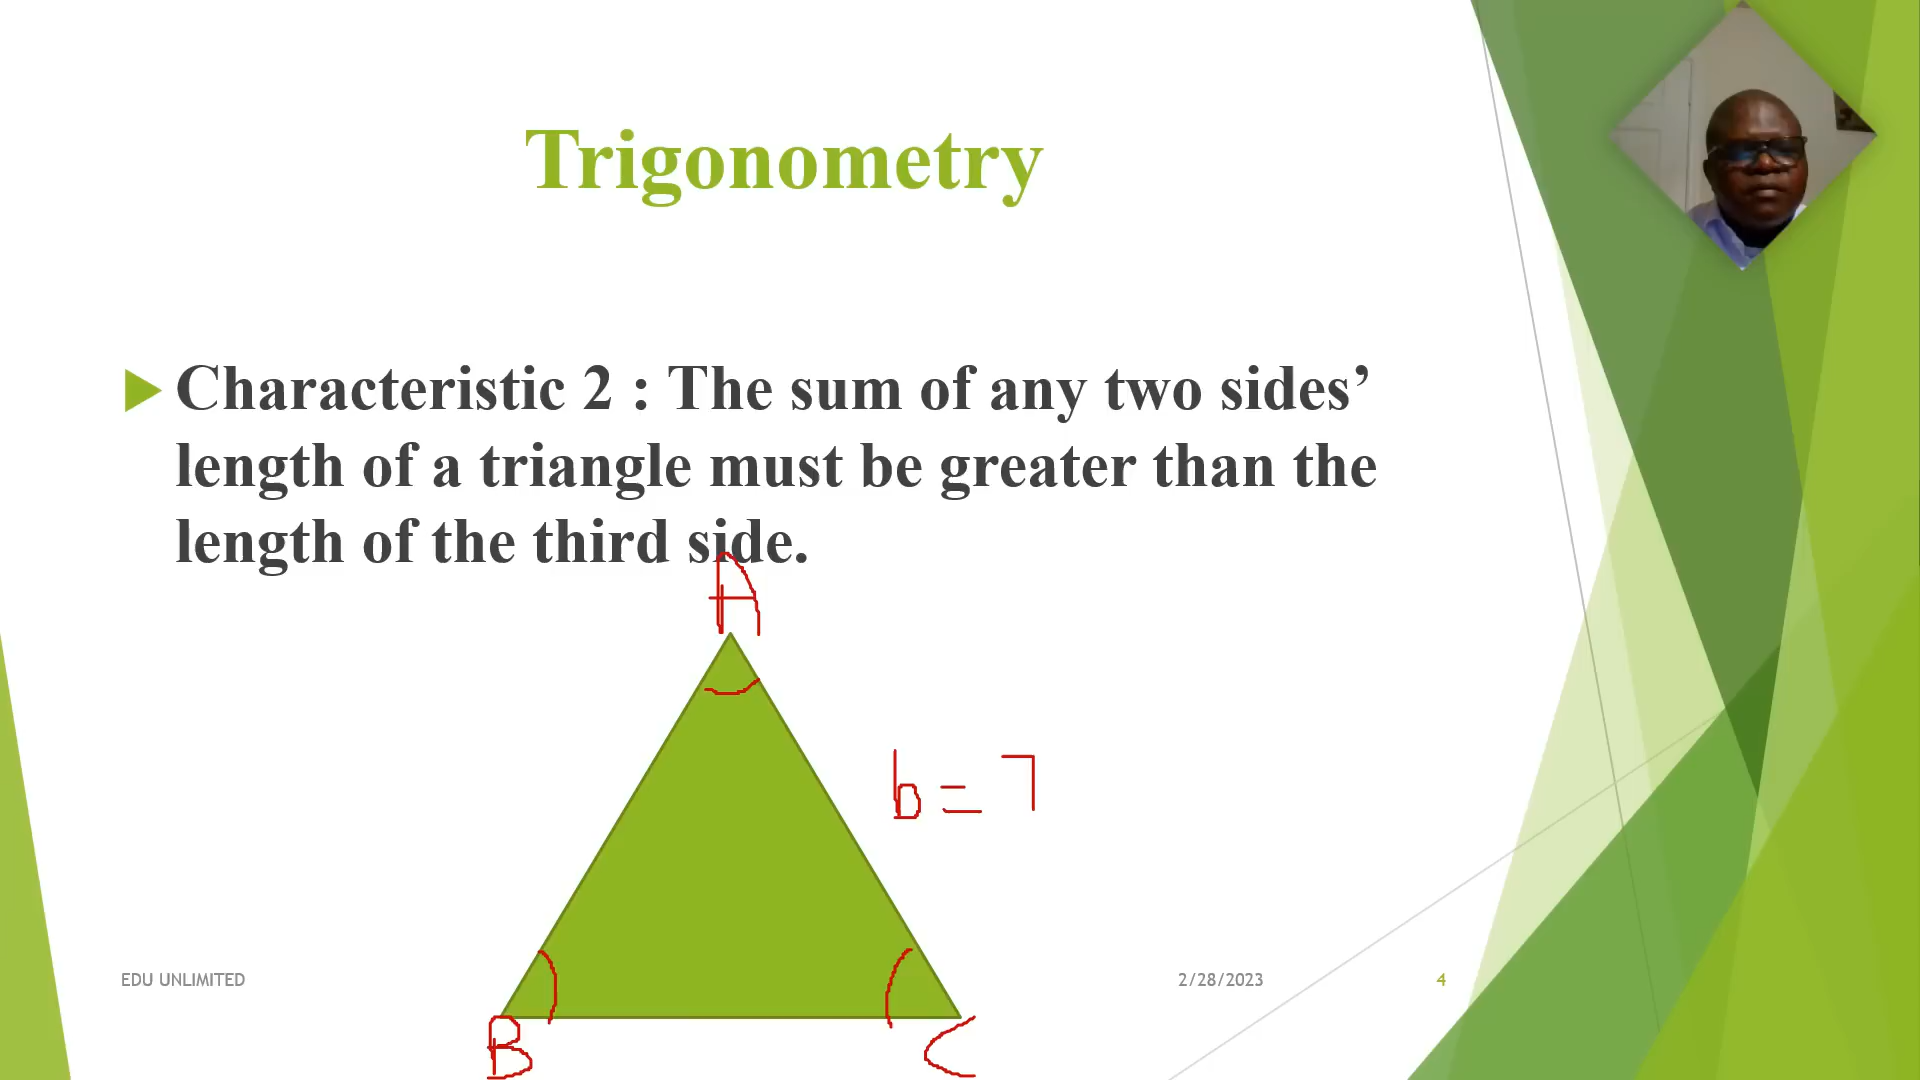 Trigonometry
Characteristic 2 : The sum of any two sides’
length of a triangle must be greater than the
length of the third side.
A
b = 7
EDU UNLIMITED
2/28/2023
4
B
C